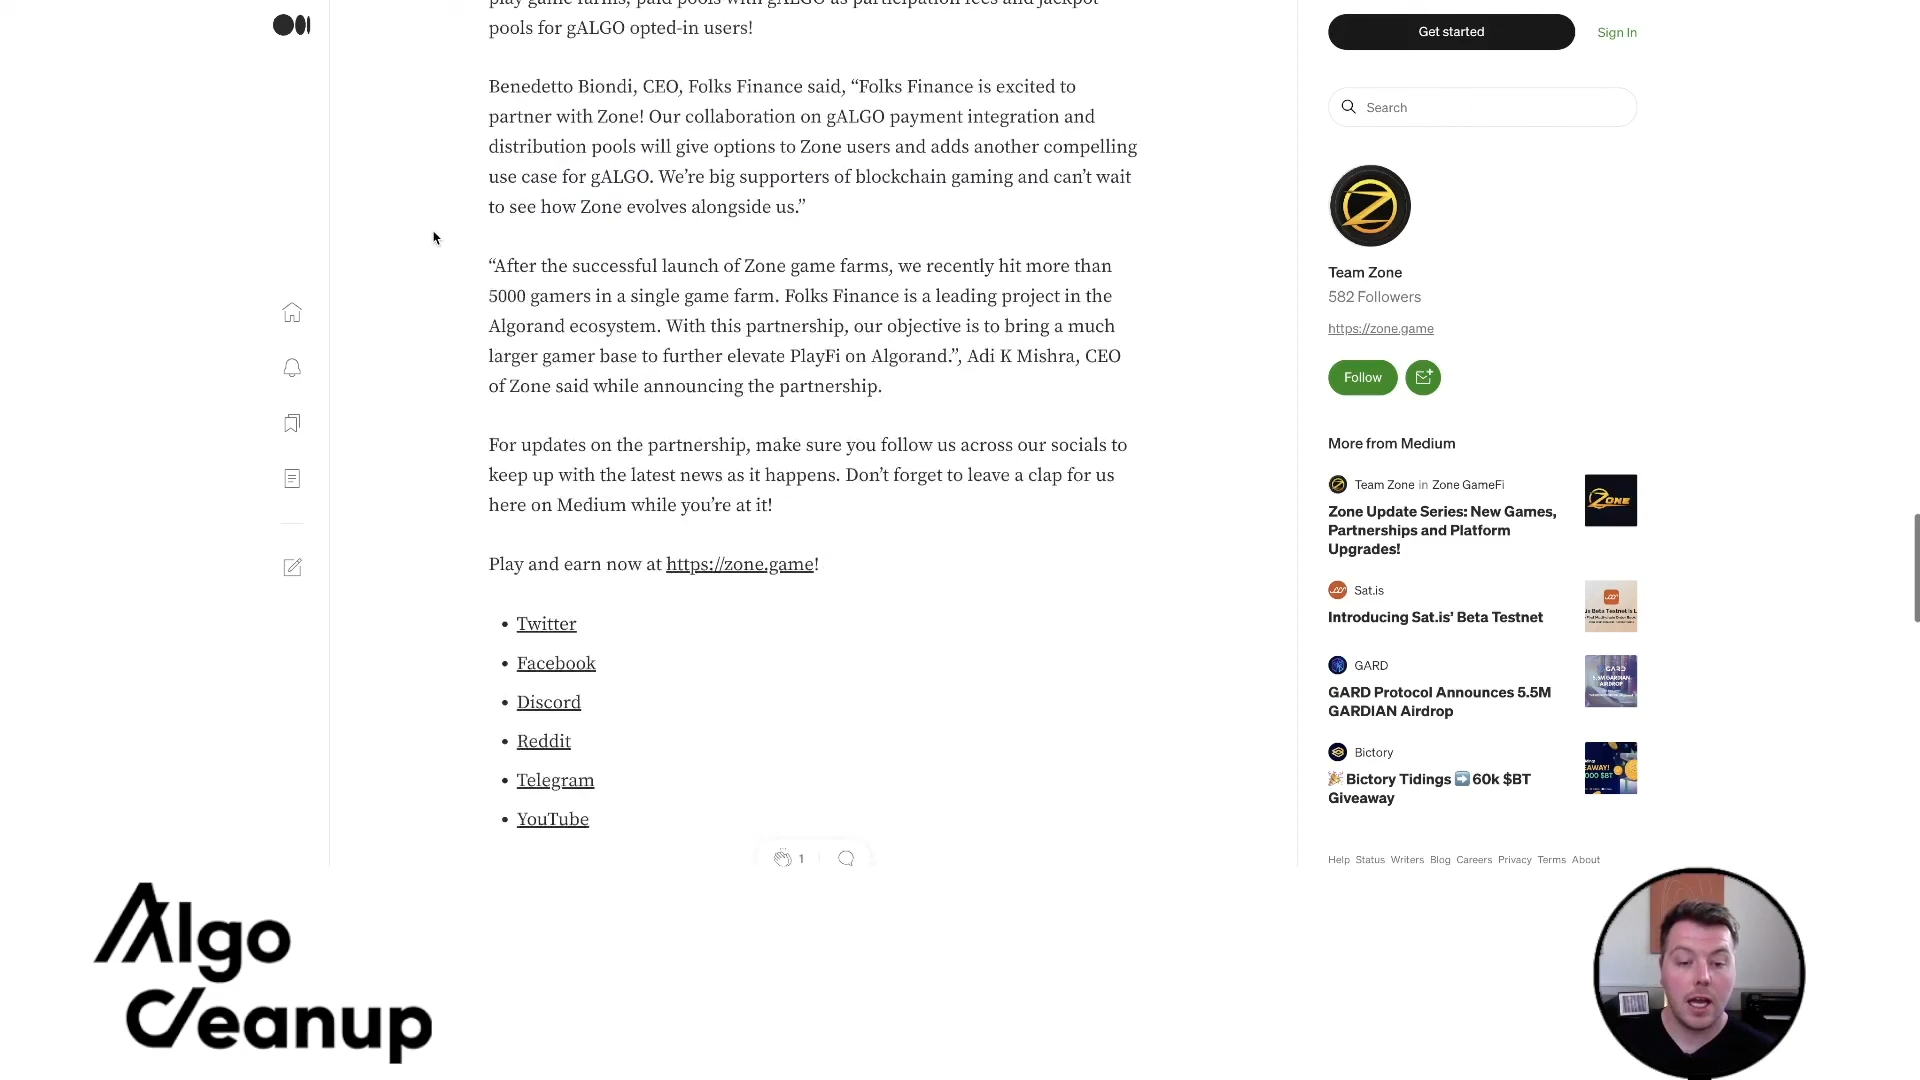 play game farms, paid pools with gALGO as participation fees and jackpot
pools for gALGO opted-in users!
Benedetto Biondi, CEO, Folks Finance said, “Folks Finance is excited to
partner with Zone! Our collaboration on gALGO payment integration and
distribution pools will give options to Zone users and adds another compelling
use case for gALGO. We’re big supporters of blockchain gaming and can’t wait
to see how Zone evolves alongside us.”
“After the successful launch of Zone game farms, we recently hit more than
5000 gamers in a single game farm. Folks Finance is a leading project in the
Algorand ecosystem. With this partnership, our objective is to bring a much
larger gamer base to further elevate PlayFi on Algorand.”, Adi K Mishra, CEO
of Zone said while announcing the partnership.
For updates on the partnership, make sure you follow us across our socials to
keep up with the latest news as it happens. Don’t forget to leave a clap for us
here on Medium while you’re at it!
Play and earn now at https://zone.game!
• Twitter
• Facebook
• Discord
• Reddit
• Telegram
• YouTube
1
Get started
Sign In
Search
Team Zone
582 Followers
https://zone.game
Follow
More from Medium
Team Zone in Zone GameFi
Zone Update Series: New Games,
Partnerships and Platform
Upgrades!
ZONE
Sat.is
Introducing Sat.is’ Beta Testnet
GARD
GARD Protocol Announces 5.5M
GARDIAN Airdrop
GARD
5.5M GARDIAN
AIRDROP
Bictory
🎉Bictory Tidings ➡️60k $BT
Giveaway
Help Status Writers Blog Careers Privacy Terms About
Algo
Cleanup